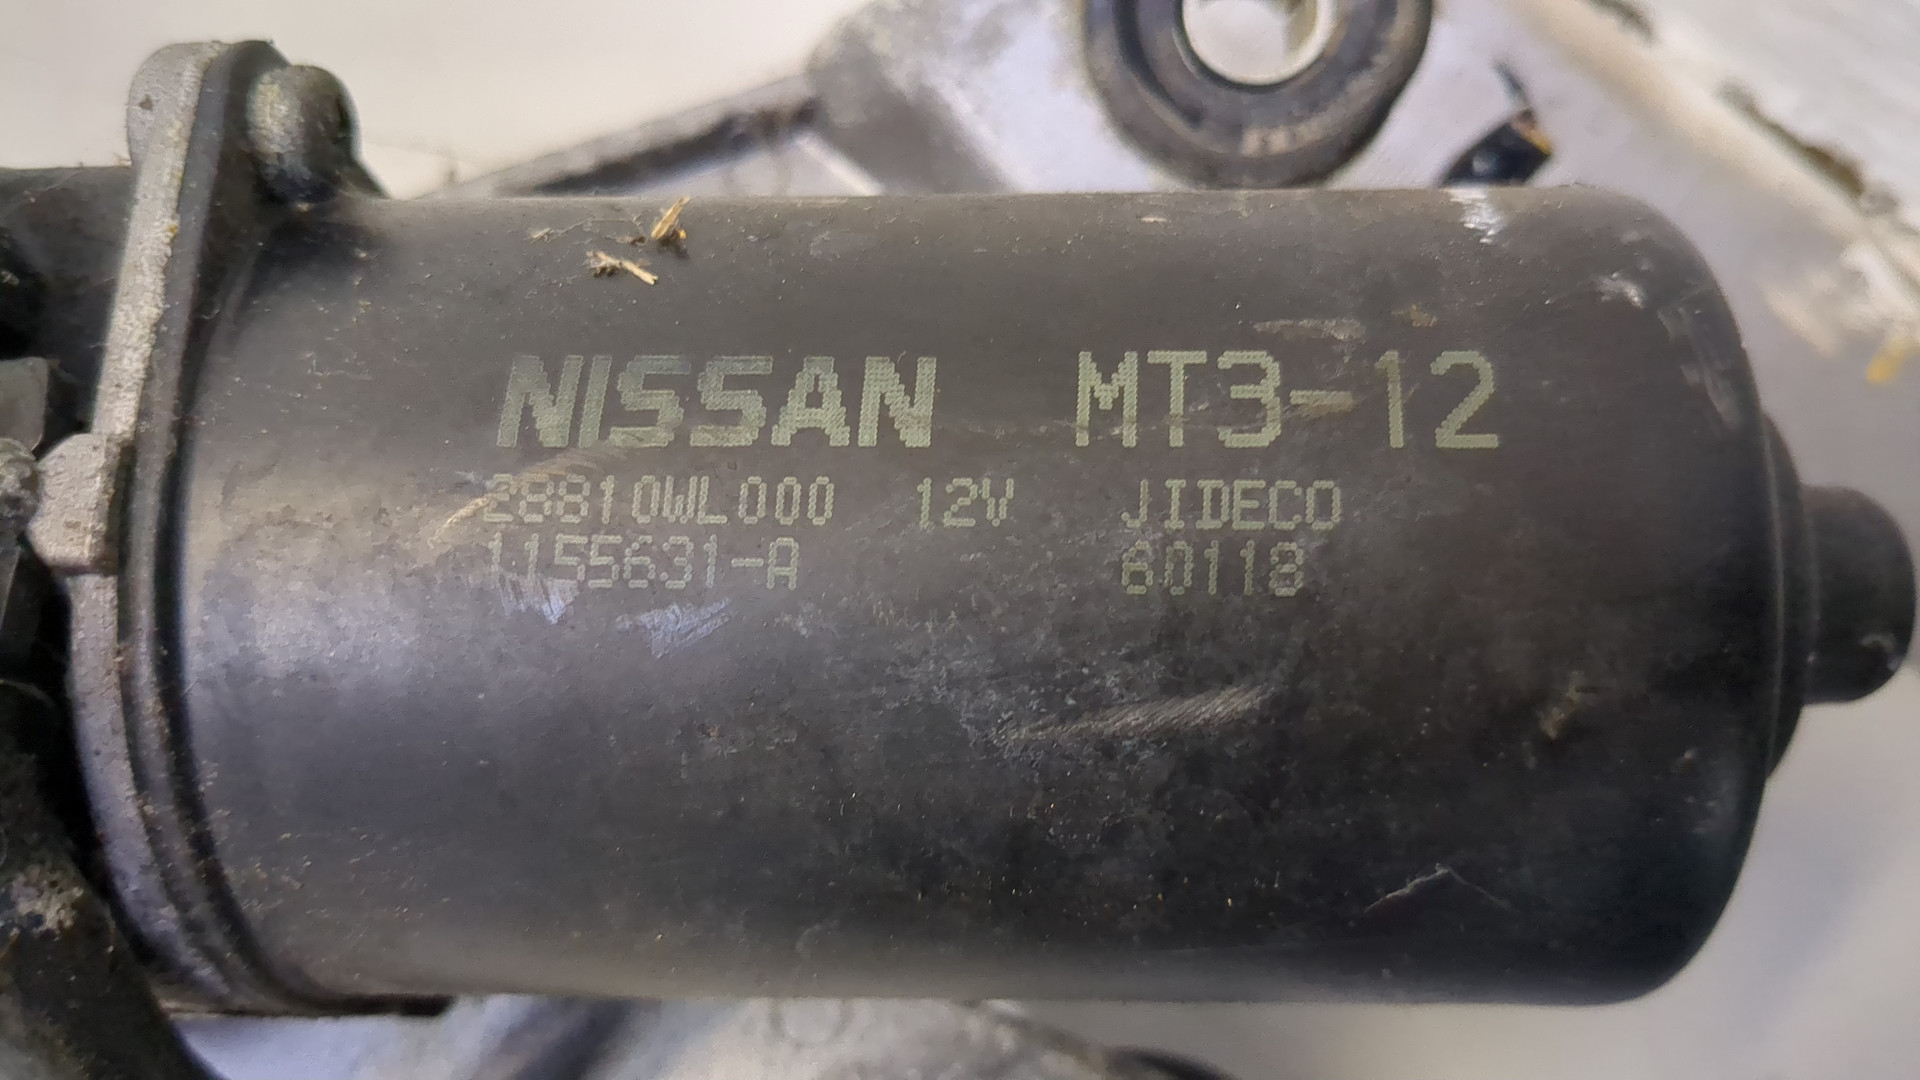 NISSAN MT3-12
28810WL000 12V JIDECO
1155631-A 60118